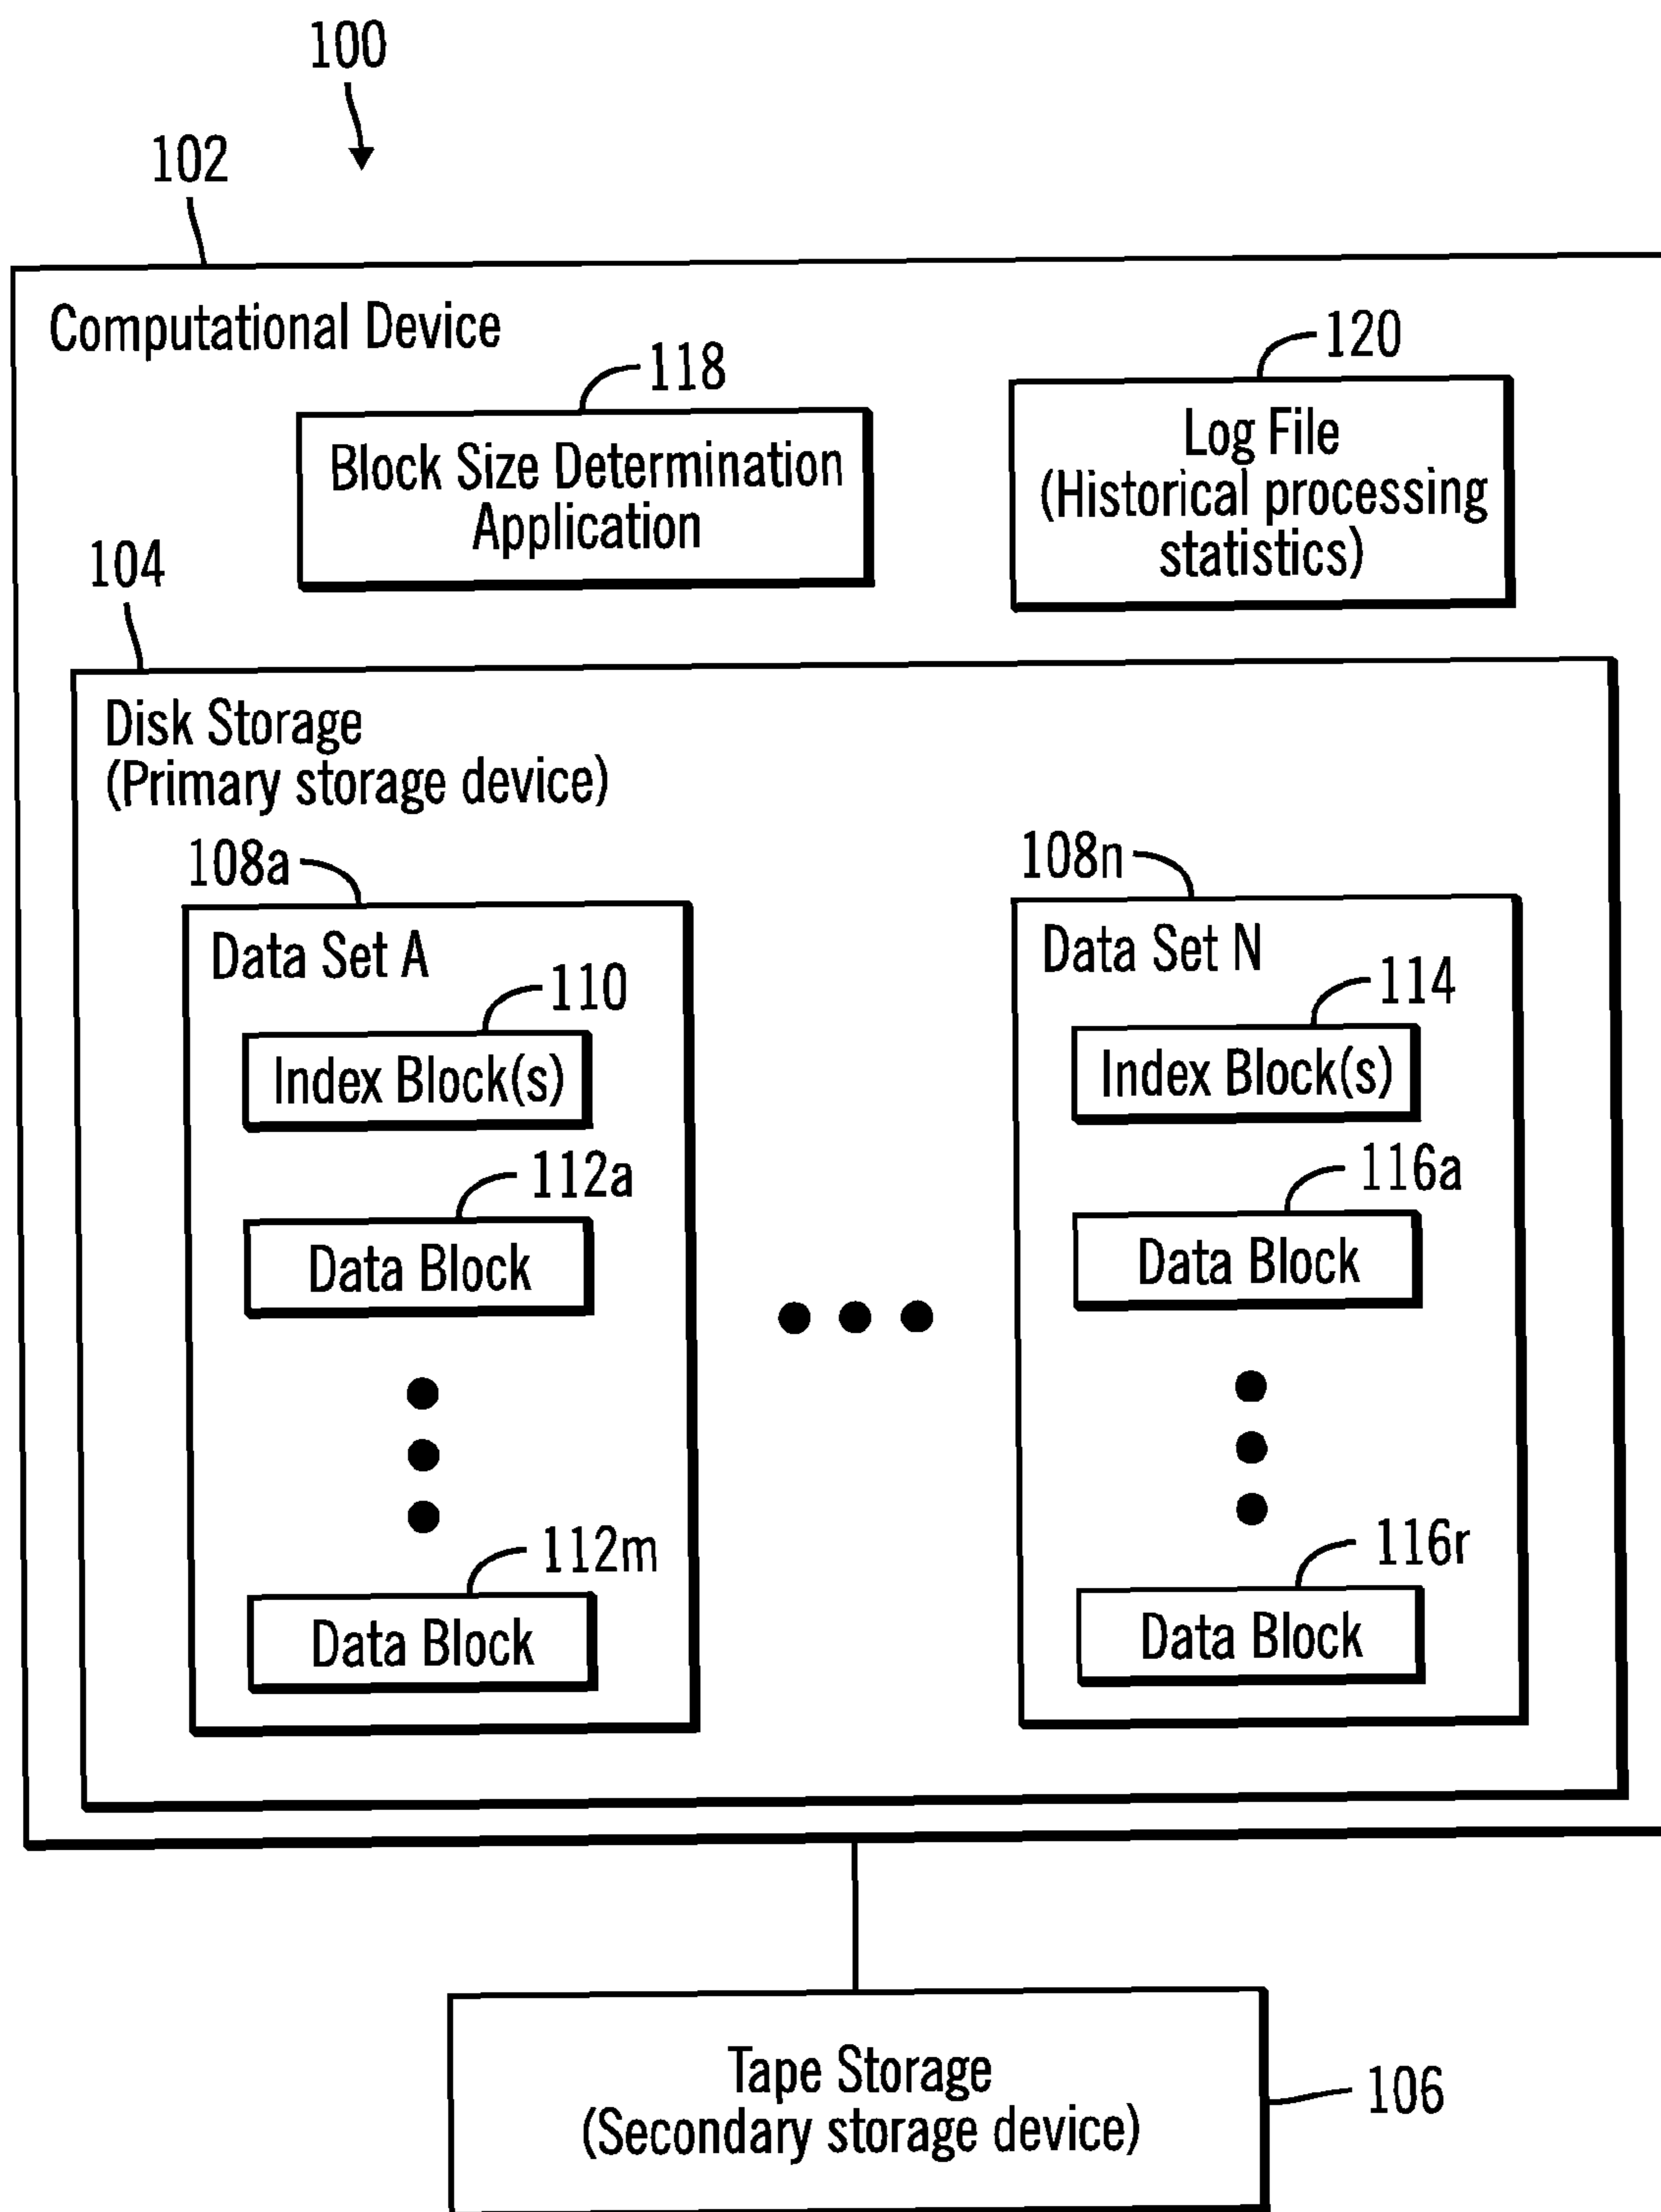 100
102
Computational Device
118
120
Block Size Determination
Application
Log File
(Historical processing
statistics)
104
Disk Storage
(Primary storage device)
108a
108n
Data Set A
Data Set N
110
114
Index Block(s)
Index Block(s)
112a
116a
Data Block
Data Block
112m
116r
Data Block
Data Block
Tape Storage
(Secondary storage device)
106